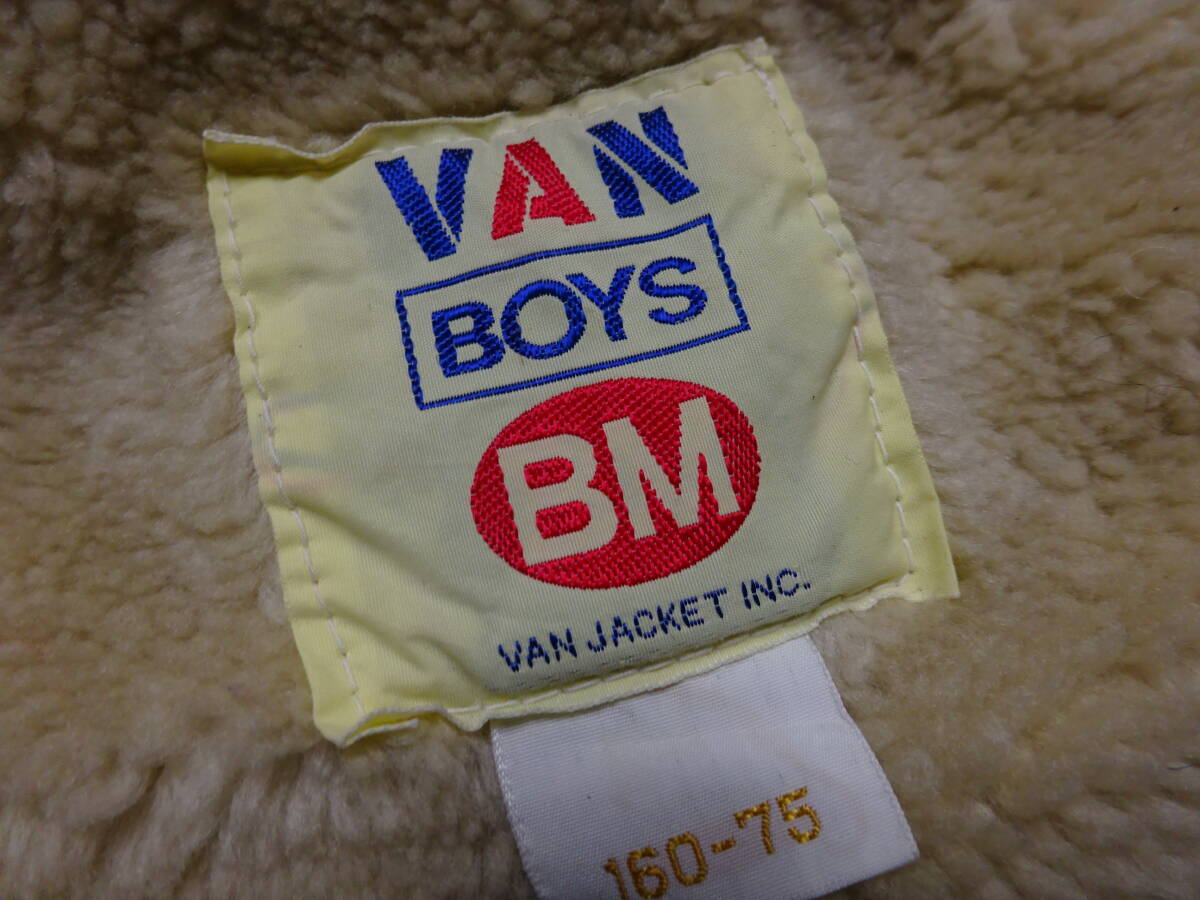 VAN
BOYS
BM
VAN JACKET INC.
160-75